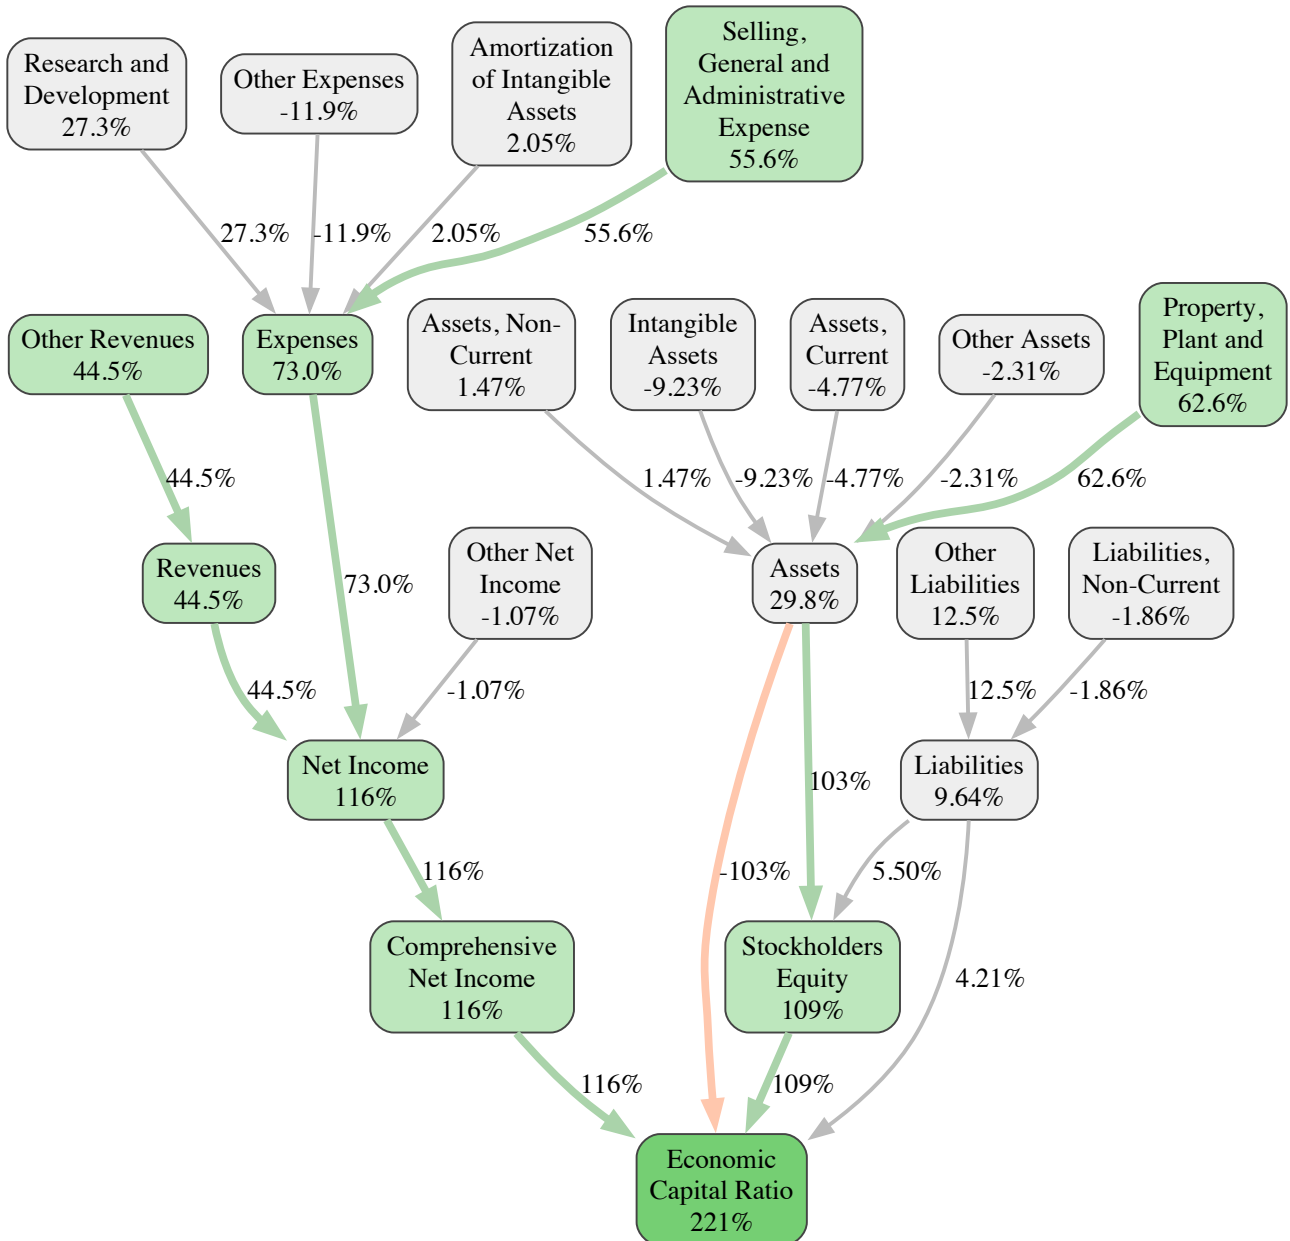 Research and
Development
27.3%
Other Expenses
-11.9%
Amortization
of Intangible
Assets
2.05%
Selling,
General and
Administrative
Expense
55.6%
27.3%
-11.9%
2.05%
55.6%
Other Revenues
44.5%
Expenses
73.0%
Assets, Non-
Current
1.47%
Intangible
Assets
-9.23%
Assets,
Current
-4.77%
Other Assets
-2.31%
Property,
Plant and
Equipment
62.6%
44.5%
1.47%
-9.23%
-4.77%
-2.31%
62.6%
Revenues
44.5%
73.0%
Other Net
Income
-1.07%
Assets
29.8%
Other
Liabilities
12.5%
Liabilities,
Non-Current
-1.86%
44.5%
-1.07%
12.5%
-1.86%
Net Income
116%
103%
Liabilities
9.64%
116%
-103%
5.50%
Comprehensive
Net Income
116%
Stockholders
Equity
109%
4.21%
116%
109%
Economic
Capital Ratio
221%